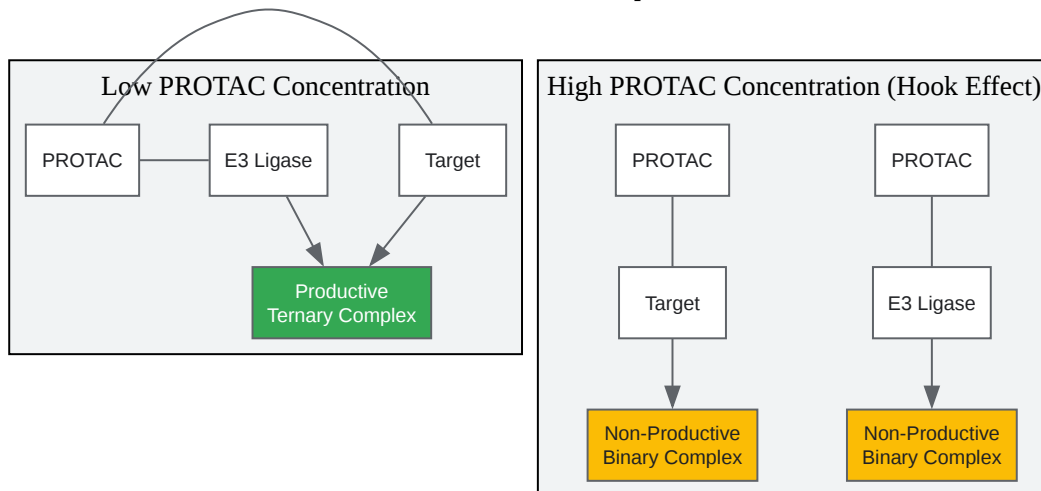 Low PROTAC Concentration
PROTAC
E3 Ligase
Target
Productive
Ternary Complex
High PROTAC Concentration (Hook Effect)
PROTAC
PROTAC
Target
E3 Ligase
Non-Productive
Binary Complex
Non-Productive
Binary Complex